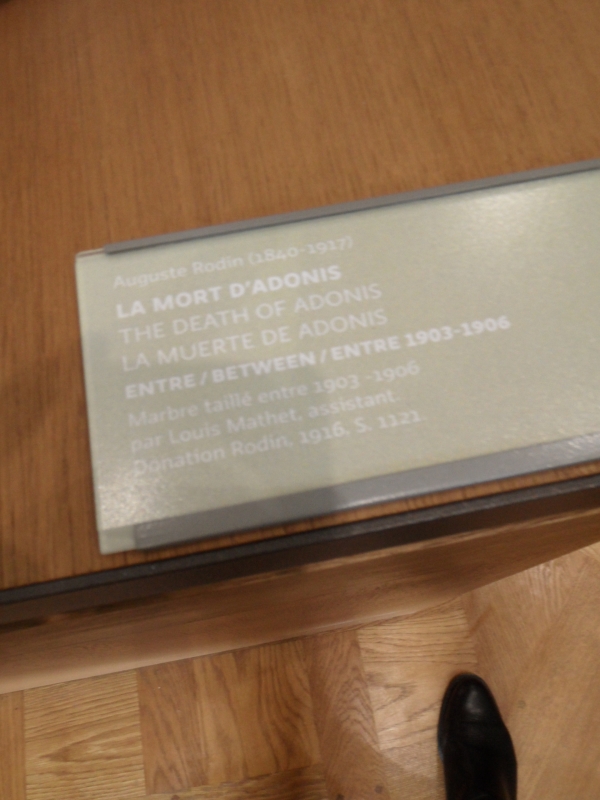 Auguste Rodin (1840-1917)
LA MORT D'ADONIS
THE DEATH OF ADONIS
LA MUERTE DE ADONIS
ENTRE / BETWEEN / ENTRE 1903-1906
Marbre taillé entre 1903 -1906
par Louis Mathet, assistant
Donation Rodin, 1916, S. 1121